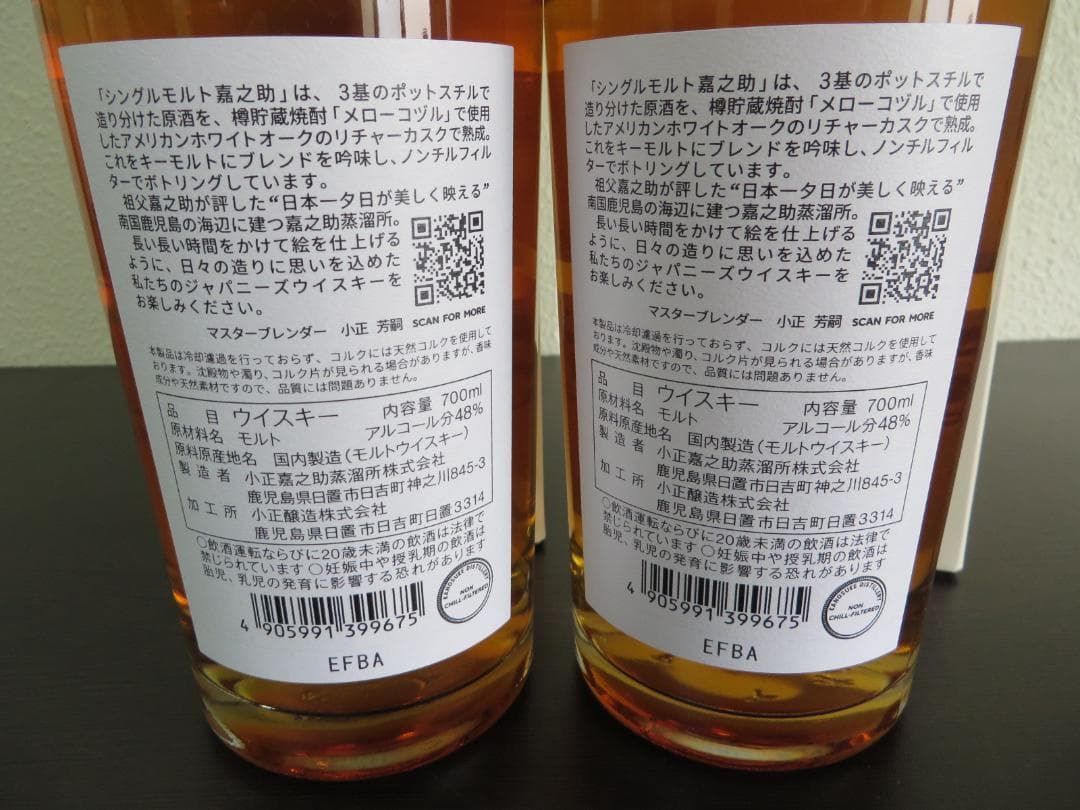 「シングルモルト嘉之助」は、3基のポットスチルで
造り分けた原酒を、樽貯蔵焼酎「メローコヅル」で使用
したアメリカンホワイトオークのリチャーカスクで熟成。
これをキーモルトにブレンドを吟味し、ノンチルフィル
ターでボトリングしています。
祖父嘉之助が評した“日本一夕日が美しく映える”
南国鹿児島の海辺に建つ嘉之助蒸溜所。
長い長い時間をかけて絵を仕上げる
ように、日々の造りに思いを込めた
私たちのジャパニーズウイスキーを
お楽しみください。
マスターブレンダー 小正 芳嗣 SCAN FOR MORE
本製品は冷却濾過を行っておらず、コルクには天然コルクを使用して
おります。沈殿物や濁り、コルク片が見られる場合がありますが、香味
成分や天然素材ですので、品質には問題ありません。
品目 ウイスキー 内容量 700ml
原材料名 モルト アルコール分48%
原料原産地名 国内製造(モルトウイスキー)
製造者 小正嘉之助蒸溜所株式会社
鹿児島県日置市日吉町神之川845-3
加工所 小正醸造株式会社
鹿児島県日置市日吉町日置3314
○飲酒運転ならびに20歳未満の飲酒は法律で
禁じられています ○妊娠中や授乳期の飲酒は
胎児、乳児の発育に影響する恐れがあります
KANOSUKE DISTILLERY
NON
CHILL-FILTERED
4 905991 399675
EFBA
「シングルモルト嘉之助」は、3基のポットスチルで
造り分けた原酒を、樽貯蔵焼酎「メローコヅル」で使用
したアメリカンホワイトオークのリチャーカスクで熟成。
これをキーモルトにブレンドを吟味し、ノンチルフィル
ターでボトリングしています。
祖父嘉之助が評した“日本一夕日が美しく映える”
南国鹿児島の海辺に建つ嘉之助蒸溜所。
長い長い時間をかけて絵を仕上げる
ように、日々の造りに思いを込めた
私たちのジャパニーズウイスキーを
お楽しみください。
マスターブレンダー 小正 芳嗣 SCAN FOR MORE
本製品は冷却濾過を行っておらず、コルクには天然コルクを使用して
おります。沈殿物や濁り、コルク片が見られる場合がありますが、香味
成分や天然素材ですので、品質には問題ありません。
品目 ウイスキー 内容量 700ml
原材料名 モルト アルコール分48%
原料原産地名 国内製造(モルトウイスキー)
製造者 小正嘉之助蒸溜所株式会社
鹿児島県日置市日吉町神之川845-3
加工所 小正醸造株式会社
鹿児島県日置市日吉町日置3314
○飲酒運転ならびに20歳未満の飲酒は法律で
禁じられています ○妊娠中や授乳期の飲酒は
胎児、乳児の発育に影響する恐れがあります
KANOSUKE DISTILLERY
NON
CHILL-FILTERED
4 905991 399675
EFBA